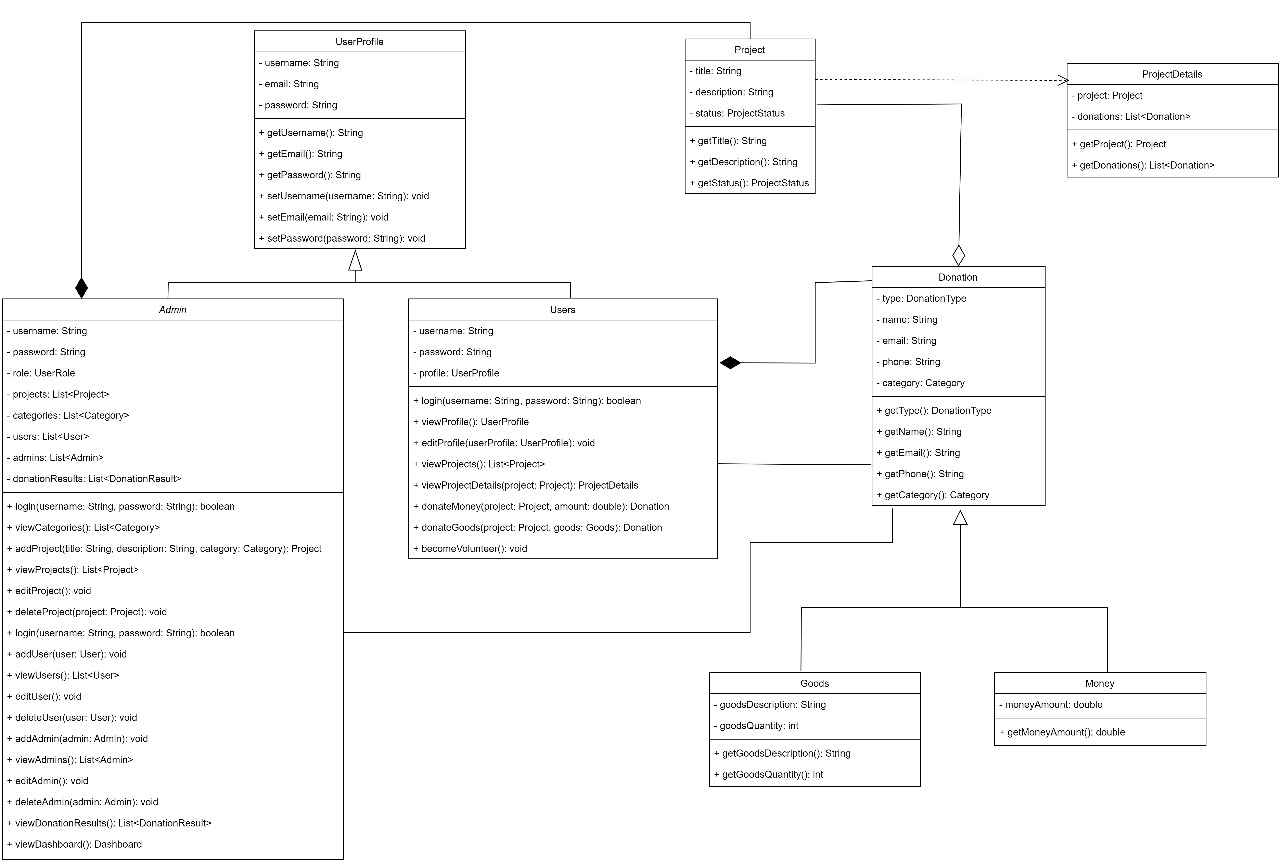 UserProfile
- username: String
- email: String
- password: String
+ getUsername(): String
+ getEmail(): String
+ getPassword(): String
+ setUsername(username: String): void
+ setEmail(email: String): void
+ setPassword(password: String): void
Project
- title: String
- description: String
- status: ProjectStatus
+ getTitle(): String
+ getDescription(): String
+ getStatus(): ProjectStatus
ProjectDetails
- project: Project
- donations: List<Donation>
+ getProject(): Project
+ getDonations(): List<Donation>
Admin
- username: String
- password: String
- role: UserRole
- projects: List<Project>
- categories: List<Category>
- users: List<User>
- admins: List<Admin>
- donationResults: List<DonationResult>
+ login(username: String, password: String): boolean
+ viewCategories(): List<Category>
+ addProject(title: String, description: String, category: Category): Project
+ viewProjects(): List<Project>
+ editProject(): void
+ deleteProject(project: Project): void
+ login(username: String, password: String): boolean
+ addUser(user: User): void
+ viewUsers(): List<User>
+ editUser(): void
+ deleteUser(user: User): void
+ addAdmin(admin: Admin): void
+ viewAdmins(): List<Admin>
+ editAdmin(): void
+ deleteAdmin(admin: Admin): void
+ viewDonationResults(): List<DonationResult>
+ viewDashboard(): Dashboard
Users
- username: String
- password: String
- profile: UserProfile
+ login(username: String, password: String): boolean
+ viewProfile(): UserProfile
+ editProfile(userProfile: UserProfile): void
+ viewProjects(): List<Project>
+ viewProjectDetails(project: Project): ProjectDetails
+ donateMoney(project: Project, amount: double): Donation
+ donateGoods(project: Project, goods: Goods): Donation
+ becomeVolunteer(): void
Donation
- type: DonationType
- name: String
- email: String
- phone: String
- category: Category
+ getType(): DonationType
+ getName(): String
+ getEmail(): String
+ getPhone(): String
+ getCategory(): Category
Goods
- goodsDescription: String
- goodsQuantity: int
+ getGoodsDescription(): String
+ getGoodsQuantity(): int
Money
- moneyAmount: double
+ getMoneyAmount(): double